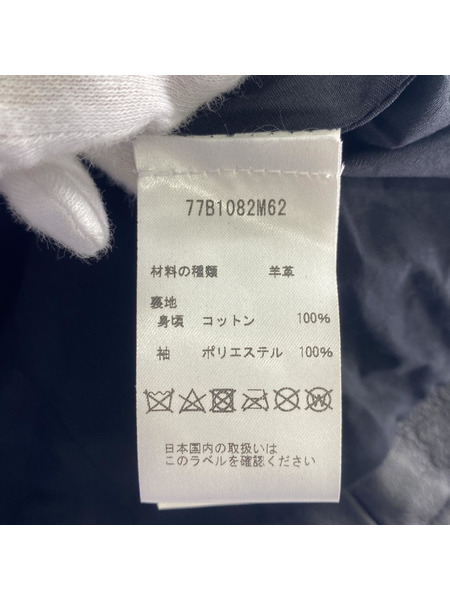 77B1082M62
材料の種類 羊革
裏地
身頃 コットン 100%
袖 ポリエステル 100%
日本国内の取扱いは
このラベルを確認ください